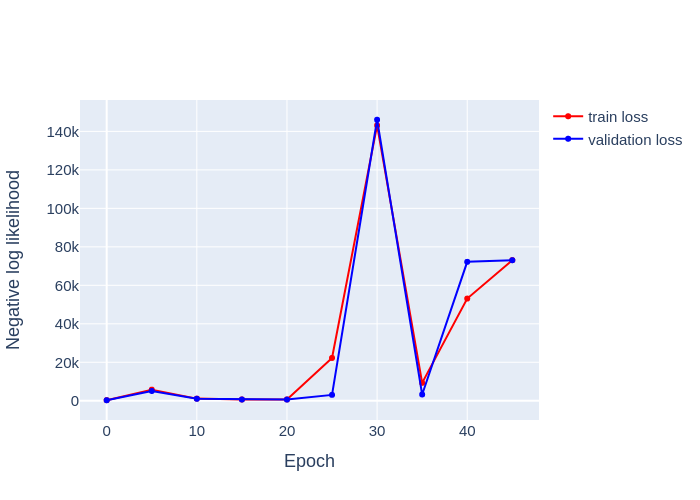 train loss
validation loss
140k
120k
100k
80k
60k
40k
20k
0
0 10 20 30 40
Epoch
Negative log likelihood